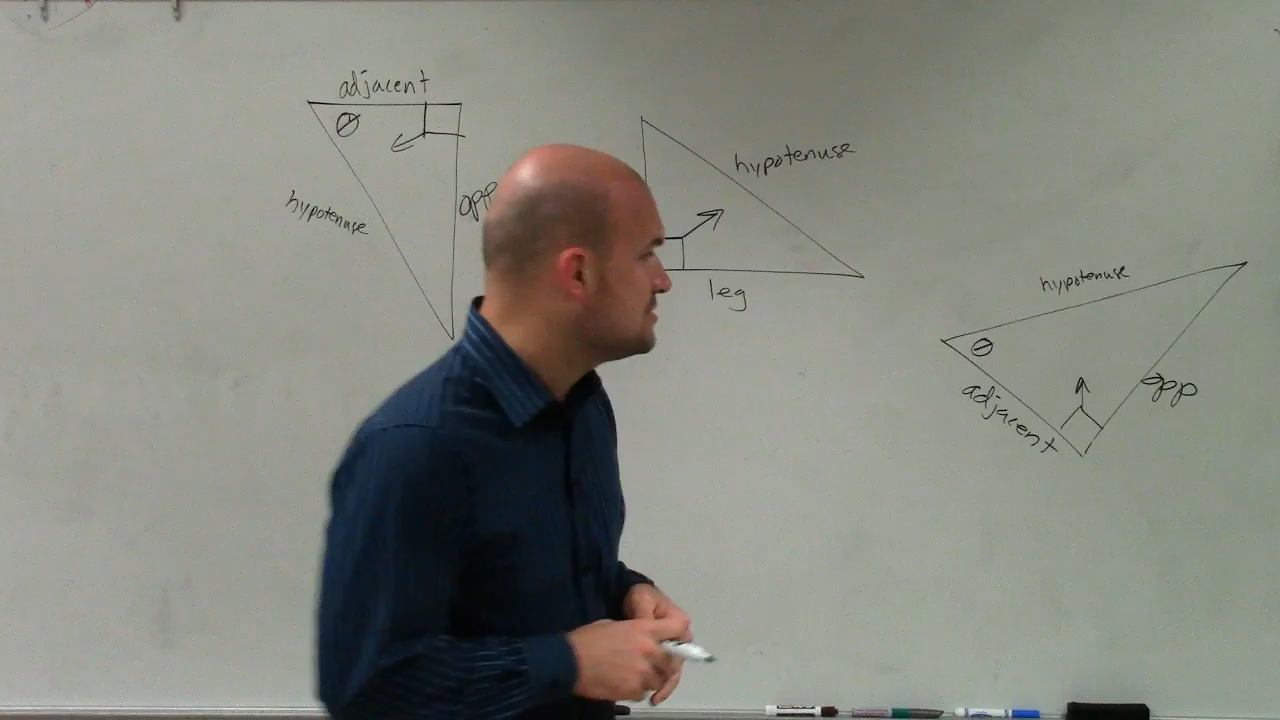 adjacent
θ
hypotenuse
opp
hypotenuse
leg
hypotenuse
θ
adjacent
opp